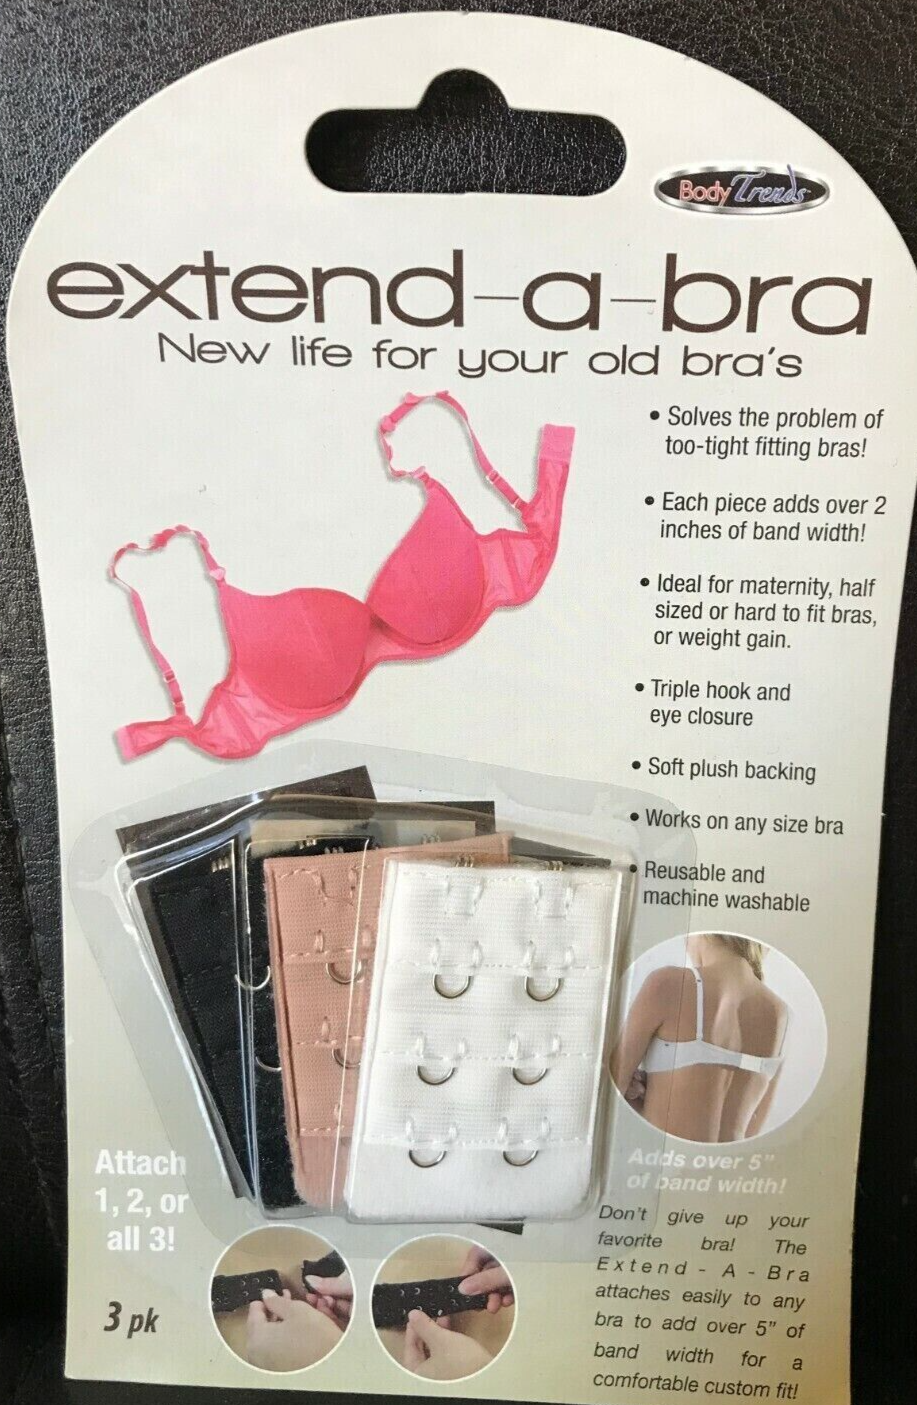 Body Trends
extend-a-bra
New life for your old bra's
• Solves the problem of
too-tight fitting bras!
• Each piece adds over 2
inches of band width!
• Ideal for maternity, half
sized or hard to fit bras,
or weight gain.
• Triple hook and
eye closure
• Soft plush backing
• Works on any size bra
• Reusable and
machine washable
Attach
1, 2, or
all 3!
3 pk
Adds over 5"
of band width!
Don't give up your
favorite bra! The
Extend - A - Bra
attaches easily to any
bra to add over 5" of
band width for a
comfortable custom fit!